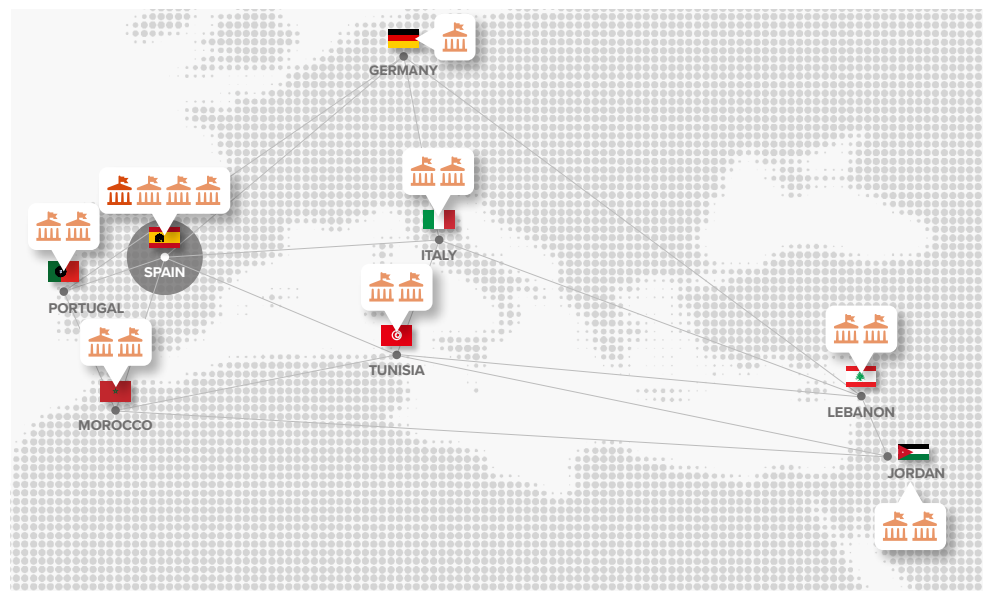 GERMANY
SPAIN
ITALY
PORTUGAL
TUNISIA
MOROCCO
LEBANON
JORDAN